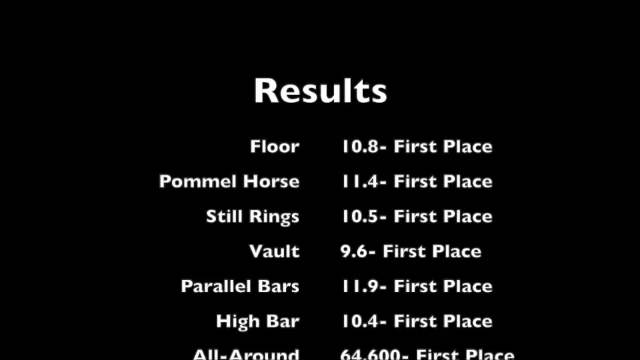 Results
Floor 10.8- First Place
Pommel Horse 11.4- First Place
Still Rings 10.5- First Place
Vault 9.6- First Place
Parallel Bars 11.9- First Place
High Bar 10.4- First Place
All-Around 64.600- First Place